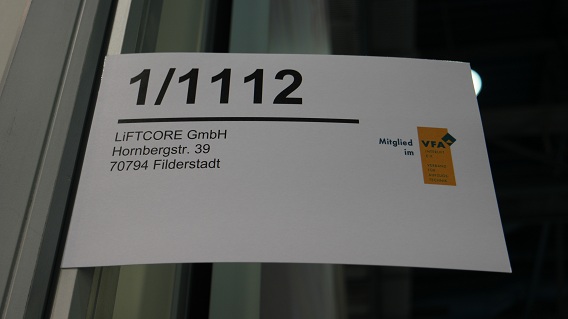 1/1112
LiFTCORE GmbH
Hornbergstr. 39
70794 Filderstadt
Mitglied
im
VFA